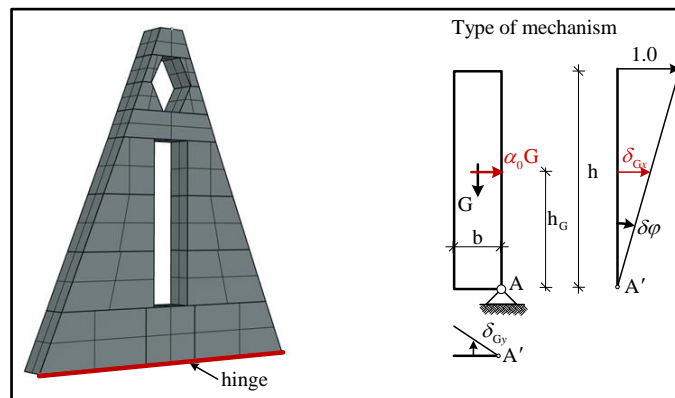 Type of mechanism
1.0
α₀G
δGx
h
G
hG
b
δφ
A
A′
δGy
A′
hinge